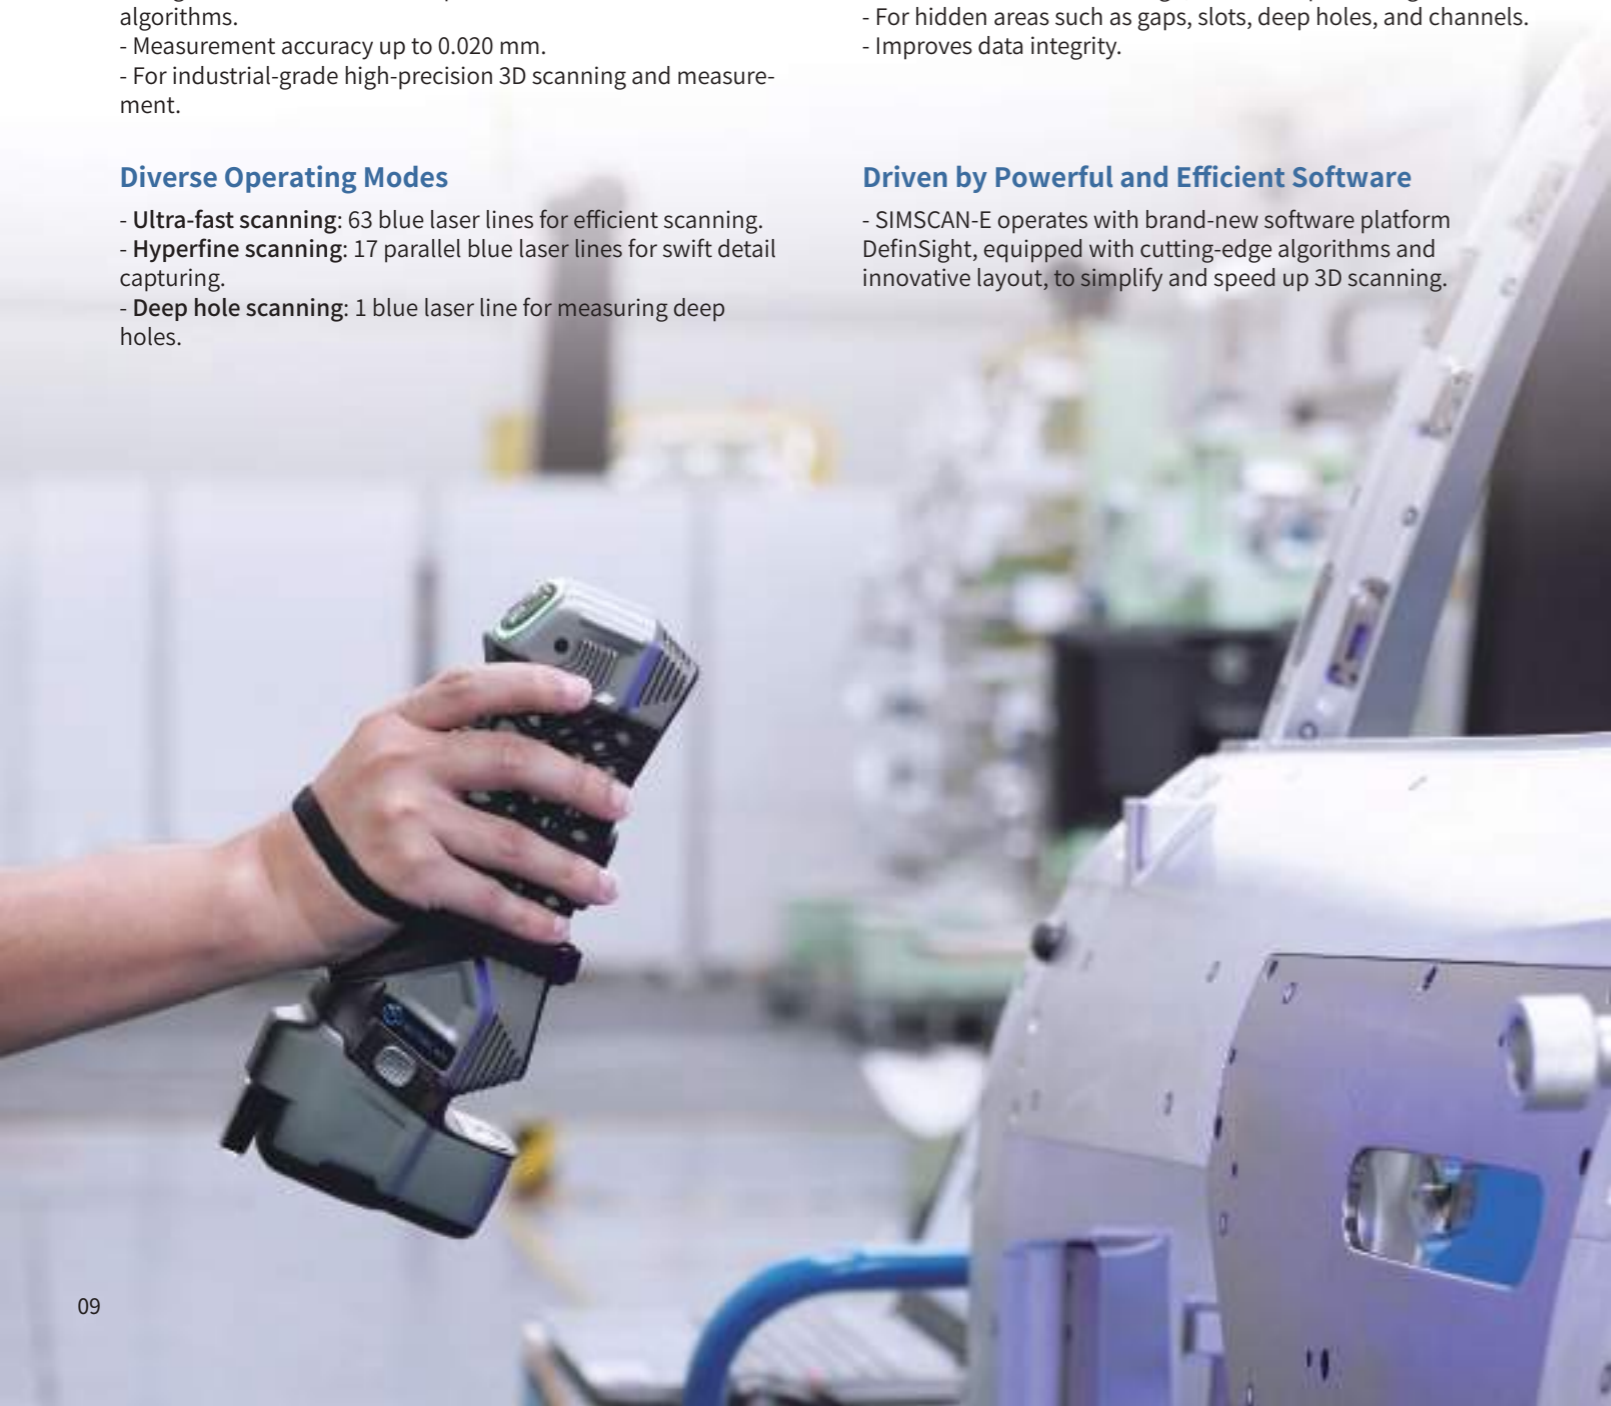 algorithms.
- Measurement accuracy up to 0.020 mm.
- For industrial-grade high-precision 3D scanning and measure-
ment.
Diverse Operating Modes
- Ultra-fast scanning: 63 blue laser lines for efficient scanning.
- Hyperfine scanning: 17 parallel blue laser lines for swift detail
capturing.
- Deep hole scanning: 1 blue laser line for measuring deep
holes.
- For hidden areas such as gaps, slots, deep holes, and channels.
- Improves data integrity.
Driven by Powerful and Efficient Software
- SIMSCAN-E operates with brand-new software platform
DefinSight, equipped with cutting-edge algorithms and
innovative layout, to simplify and speed up 3D scanning.
09